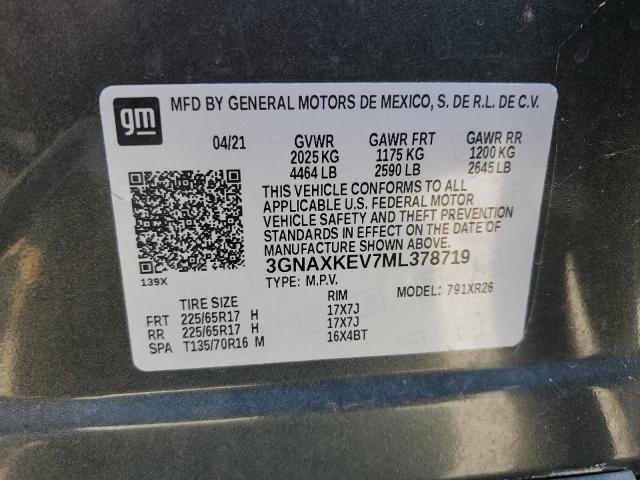 gm
MFD BY GENERAL MOTORS DE MEXICO, S. DE R.L. DE C.V.
04/21 GVWR GAWR FRT GAWR RR
2025 KG 1175 KG 1200 KG
4464 LB 2590 LB 2645 LB
THIS VEHICLE CONFORMS TO ALL
APPLICABLE U.S. FEDERAL MOTOR
VEHICLE SAFETY AND THEFT PREVENTION
STANDARDS IN EFFECT ON THE DATE OF
MANUFACTURE SHOWN ABOVE.
3GNAXKEV7ML378719
139X TYPE: M.P.V. MODEL: 791XR26
TIRE SIZE RIM
FRT 225/65R17 H 17X7J
RR 225/65R17 H 17X7J
SPA T135/70R16 M 16X4BT